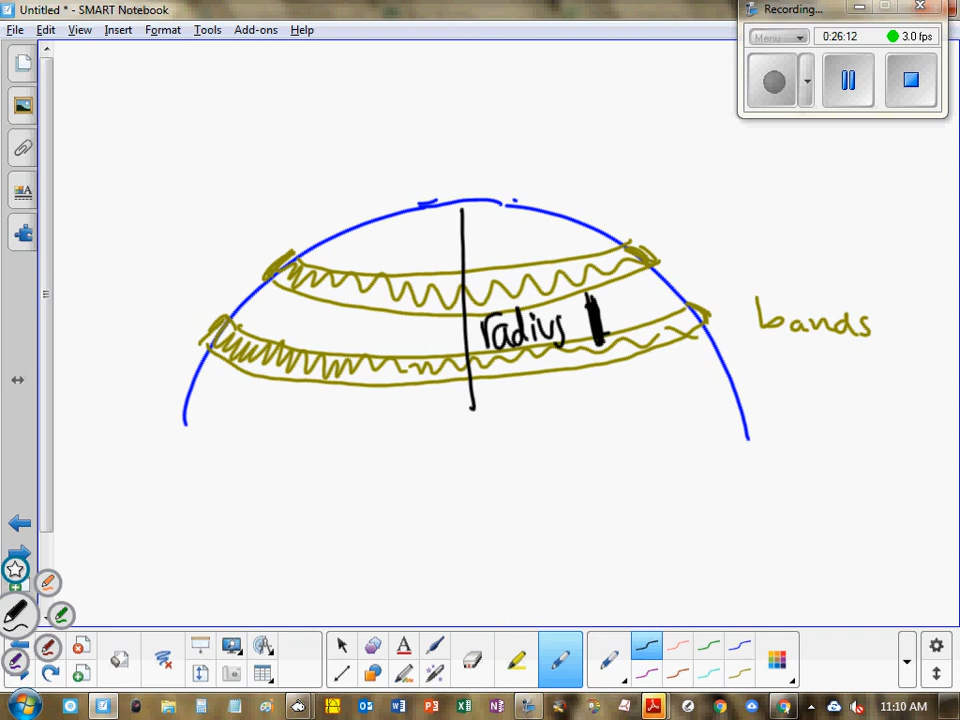 Untitled * - SMART Notebook
Recording...
File Edit View Insert Format Tools Add-ons Help
Menu
0:26:12
3.0 fps
radius
bands
11:10 AM